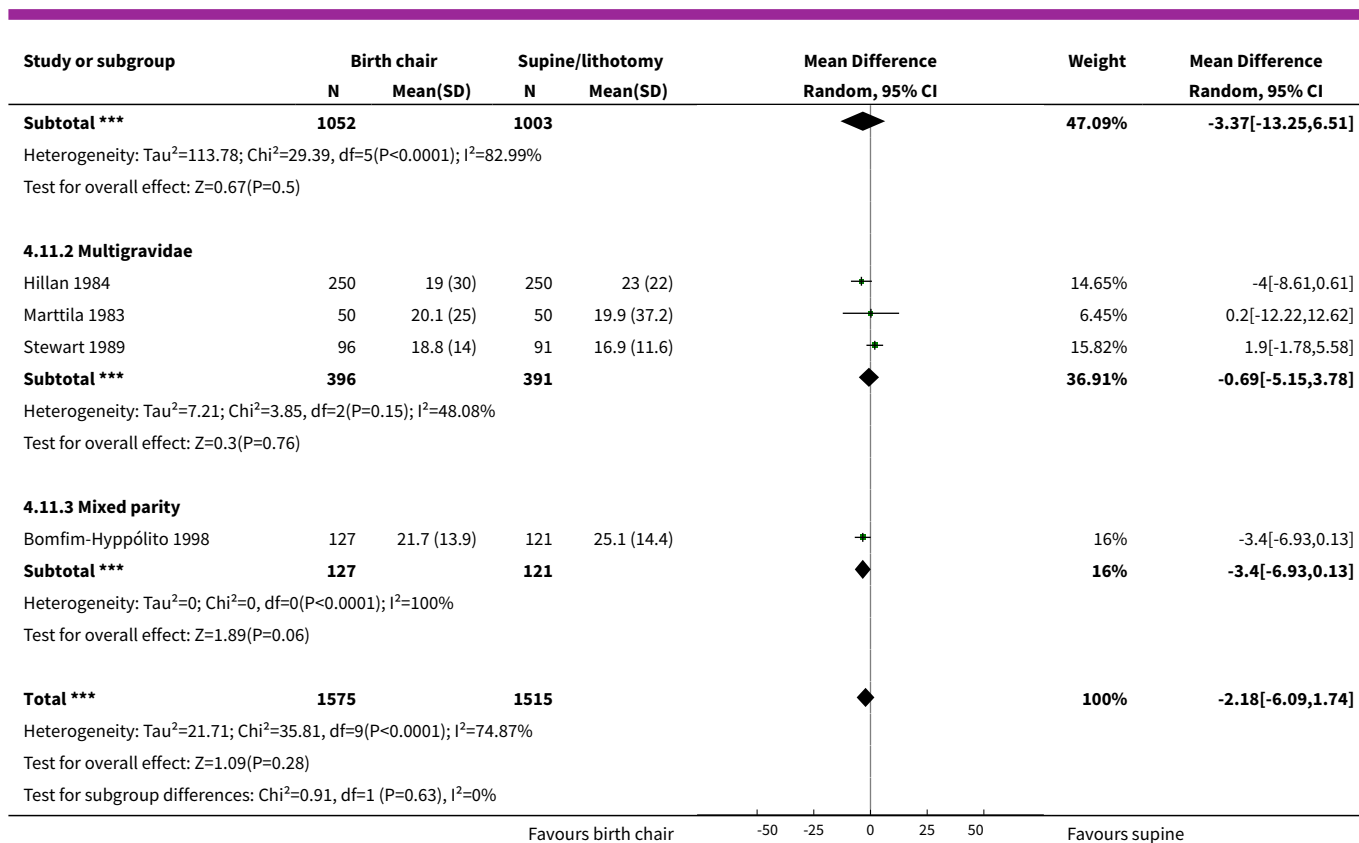 Study or subgroup Birth chair Supine/lithotomy Mean Difference Weight Mean Difference
N Mean(SD) N Mean(SD) Random, 95% CI Random, 95% CI
Subtotal *** 1052 1003 47.09% -3.37[-13.25,6.51]
Heterogeneity: Tau²=113.78; Chi²=29.39, df=5(P<0.0001); I²=82.99%
Test for overall effect: Z=0.67(P=0.5)
4.11.2 Multigravidae
Hillan 1984 250 19 (30) 250 23 (22) 14.65% -4[-8.61,0.61]
Marttila 1983 50 20.1 (25) 50 19.9 (37.2) 6.45% 0.2[-12.22,12.62]
Stewart 1989 96 18.8 (14) 91 16.9 (11.6) 15.82% 1.9[-1.78,5.58]
Subtotal *** 396 391 36.91% -0.69[-5.15,3.78]
Heterogeneity: Tau²=7.21; Chi²=3.85, df=2(P=0.15); I²=48.08%
Test for overall effect: Z=0.3(P=0.76)
4.11.3 Mixed parity
Bomfim-Hyppólito 1998 127 21.7 (13.9) 121 25.1 (14.4) 16% -3.4[-6.93,0.13]
Subtotal *** 127 121 16% -3.4[-6.93,0.13]
Heterogeneity: Tau²=0; Chi²=0, df=0(P<0.0001); I²=100%
Test for overall effect: Z=1.89(P=0.06)
Total *** 1575 1515 100% -2.18[-6.09,1.74]
Heterogeneity: Tau²=21.71; Chi²=35.81, df=9(P<0.0001); I²=74.87%
Test for overall effect: Z=1.09(P=0.28)
Test for subgroup differences: Chi²=0.91, df=1 (P=0.63), I²=0%
Favours birth chair -50 -25 0 25 50 Favours supine